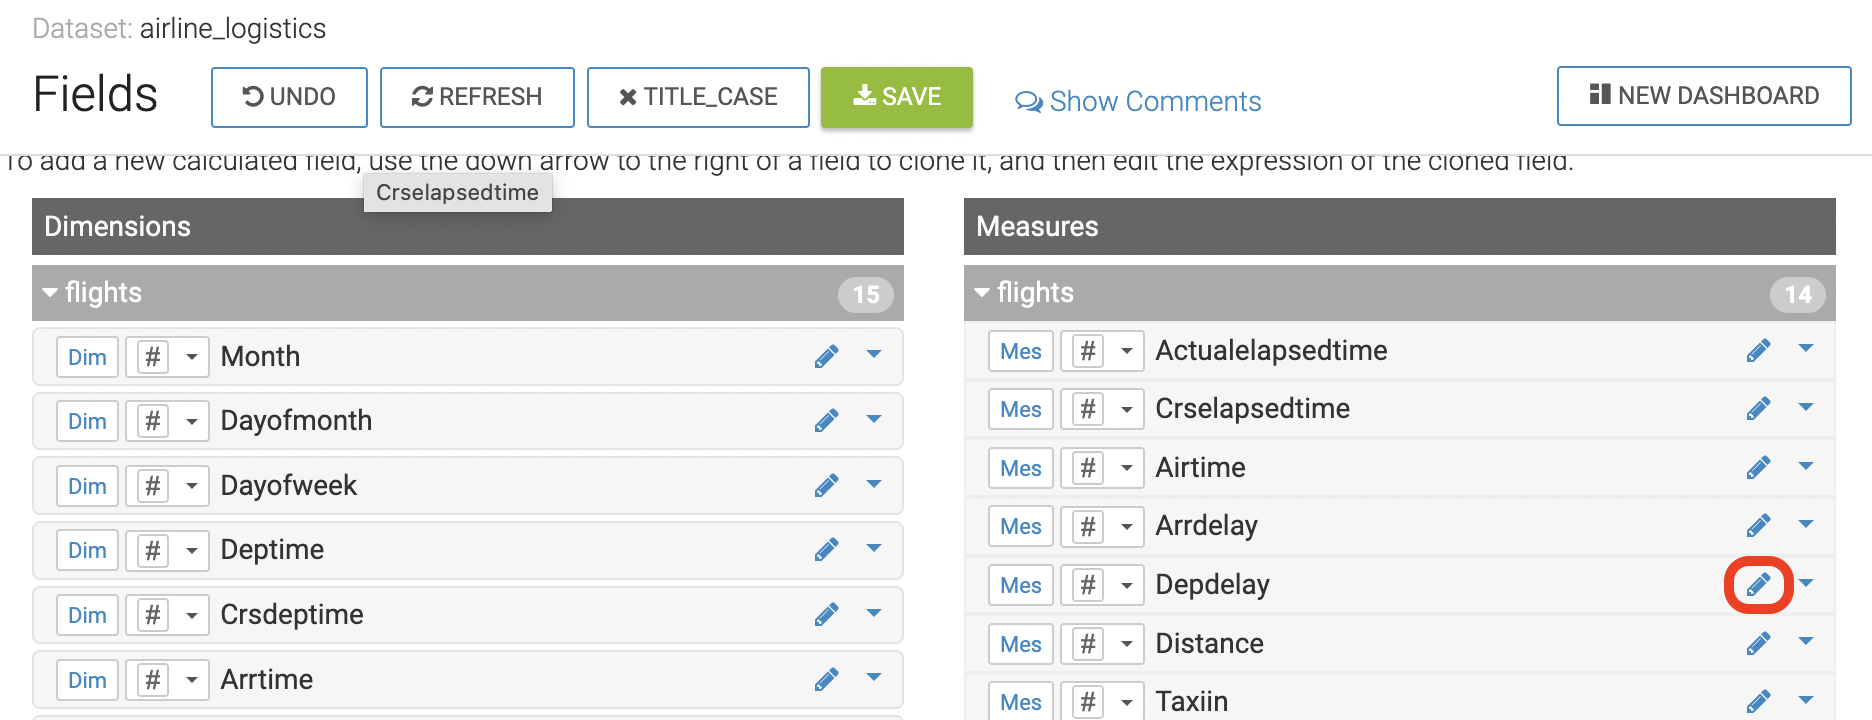 Dataset: airline_logistics
Fields
UNDO
REFRESH
TITLE_CASE
SAVE
Show Comments
NEW DASHBOARD
To add a new calculated field, use the down arrow to the right of a field to clone it, and then edit the expression of the cloned field.
Crselapsedtime
Dimensions
flights 15
Dim # Month
Dim # Dayofmonth
Dim # Dayofweek
Dim # Deptime
Dim # Crsdeptime
Dim # Arrtime
Measures
flights 14
Mes # Actualelapsedtime
Mes # Crselapsedtime
Mes # Airtime
Mes # Arrdelay
Mes # Depdelay
Mes # Distance
Mes # Taxiin